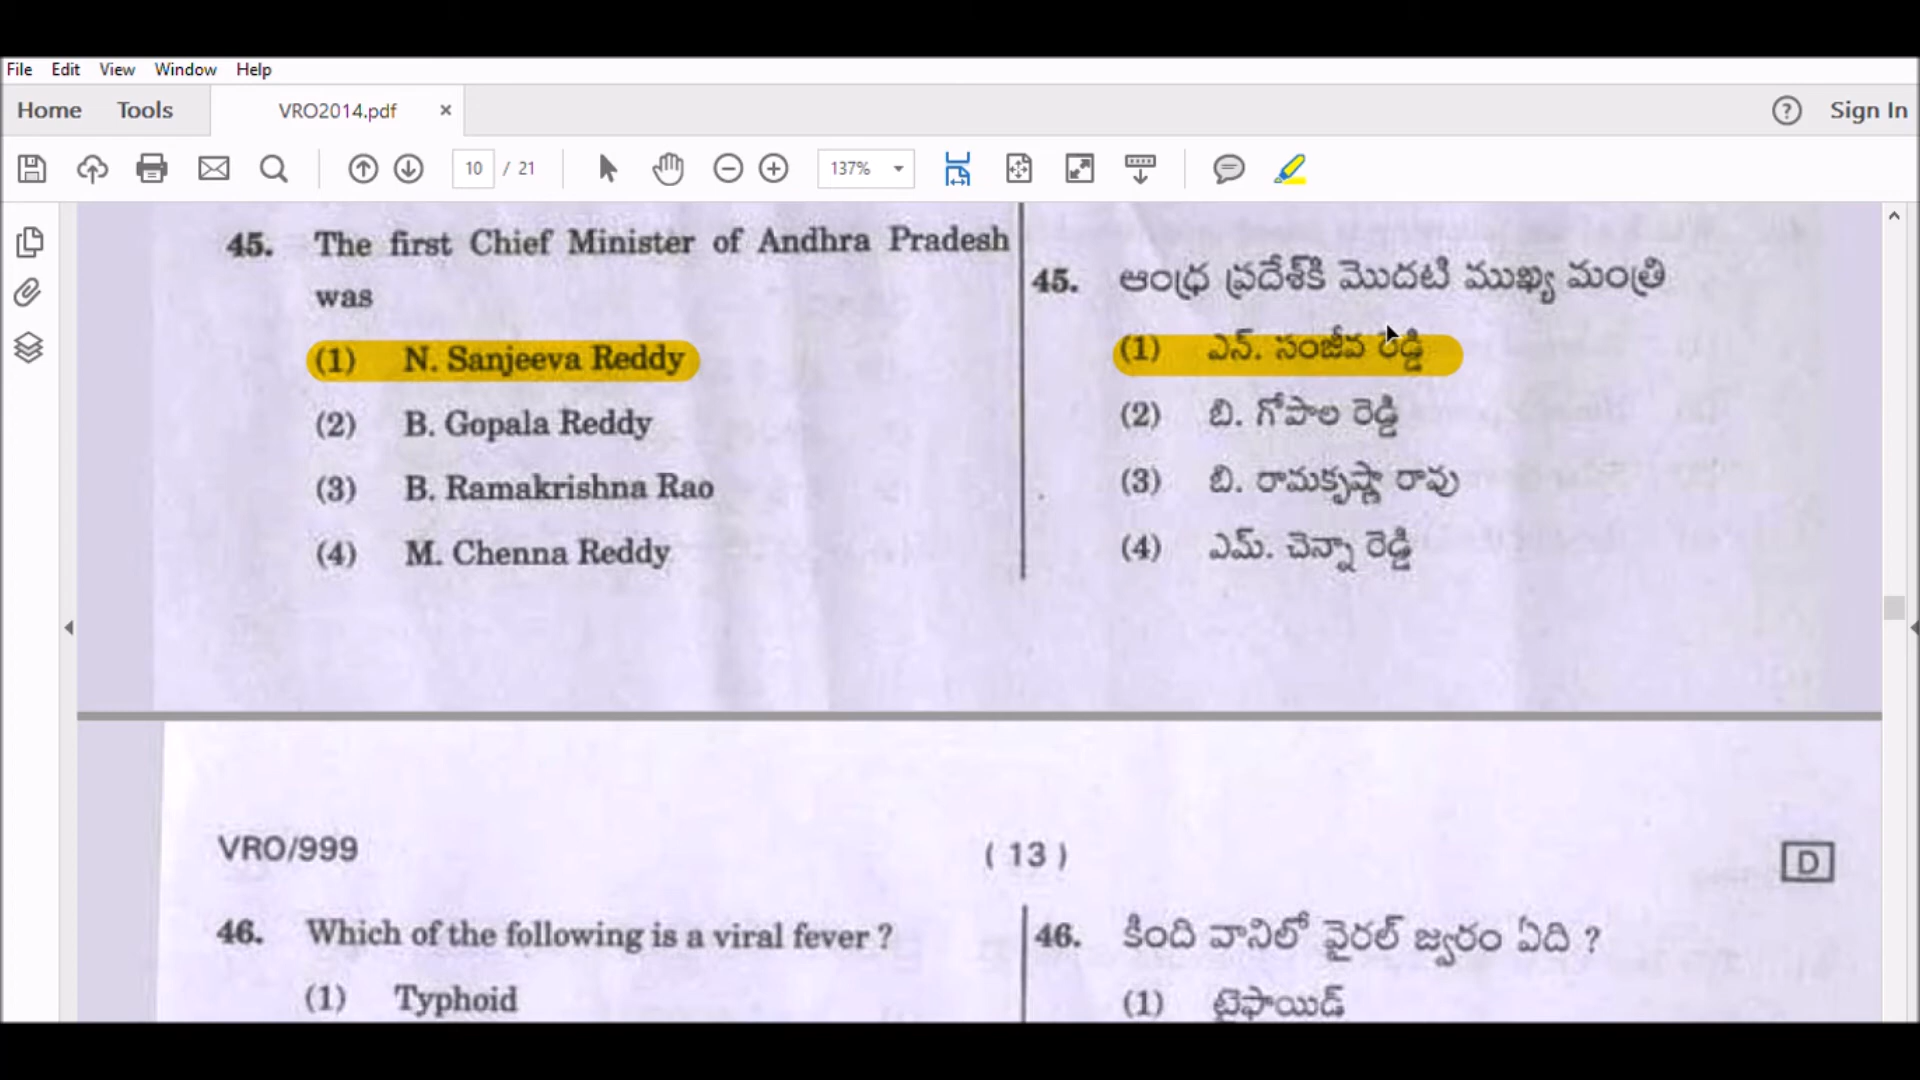 File Edit View Window Help
Home Tools VRO2014.pdf × ? Sign In
10 / 21 137%
45. The first Chief Minister of Andhra Pradesh
was
(1) N. Sanjeeva Reddy
(2) B. Gopala Reddy
(3) B. Ramakrishna Rao
(4) M. Chenna Reddy
45. ఆంధ్ర ప్రదేశ్‌కి మొదటి ముఖ్య మంత్రి
(1) ఎన్. సంజీవ రెడ్డి
(2) బి. గోపాల రెడ్డి
(3) బి. రామకృష్ణా రావు
(4) ఎమ్. చెన్నా రెడ్డి
VRO/999 ( 13 ) D
46. Which of the following is a viral fever ?
(1) Typhoid
46. కింది వానిలో వైరల్ జ్వరం ఏది ?
(1) టైఫాయిడ్